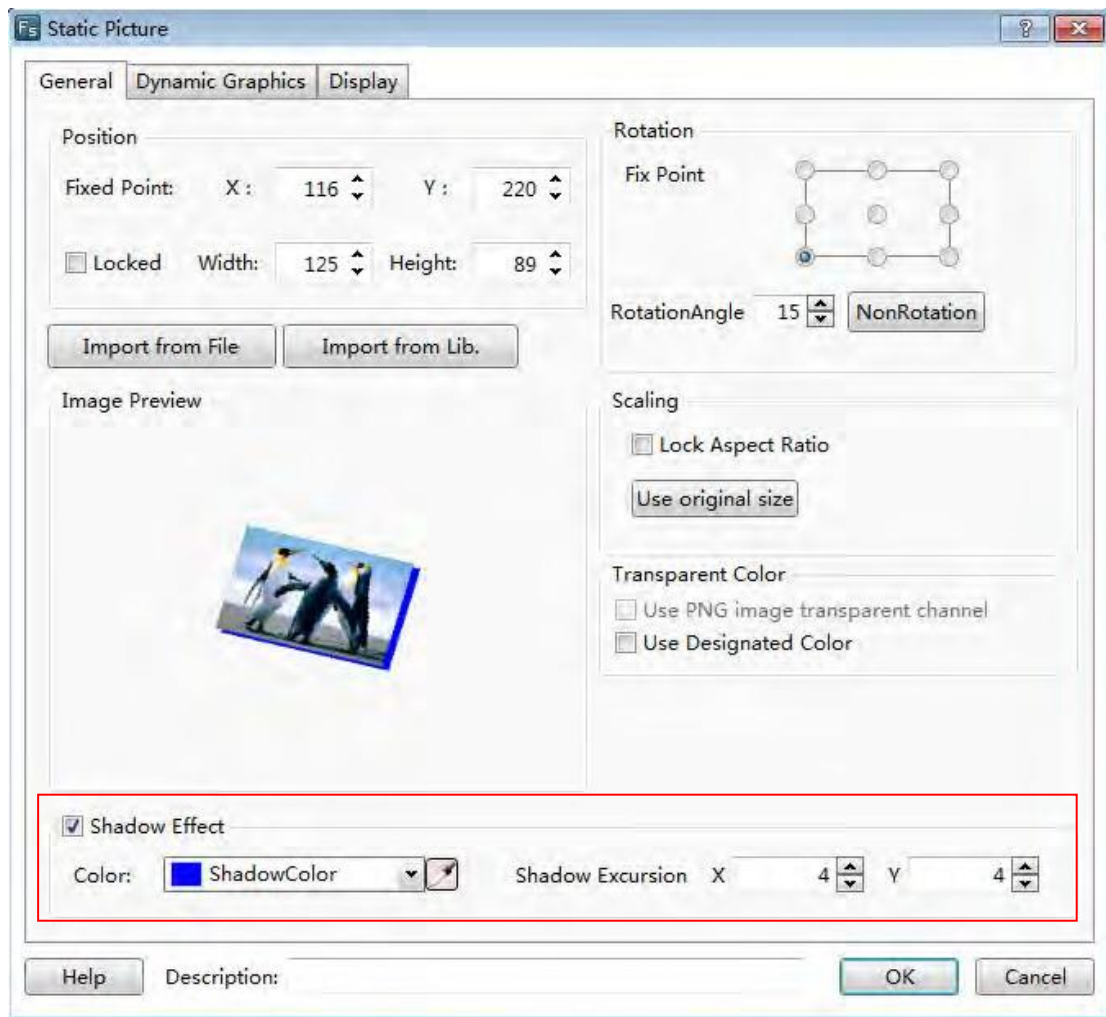 Fs Static Picture
General Dynamic Graphics Display
Position
Fixed Point: X : 116 Y : 220
Locked Width: 125 Height: 89
Import from File Import from Lib.
Image Preview
Rotation
Fix Point
RotationAngle 15 NonRotation
Scaling
Lock Aspect Ratio
Use original size
Transparent Color
Use PNG image transparent channel
Use Designated Color
Shadow Effect
Color: ShadowColor Shadow Excursion X 4 Y 4
Help Description: OK Cancel